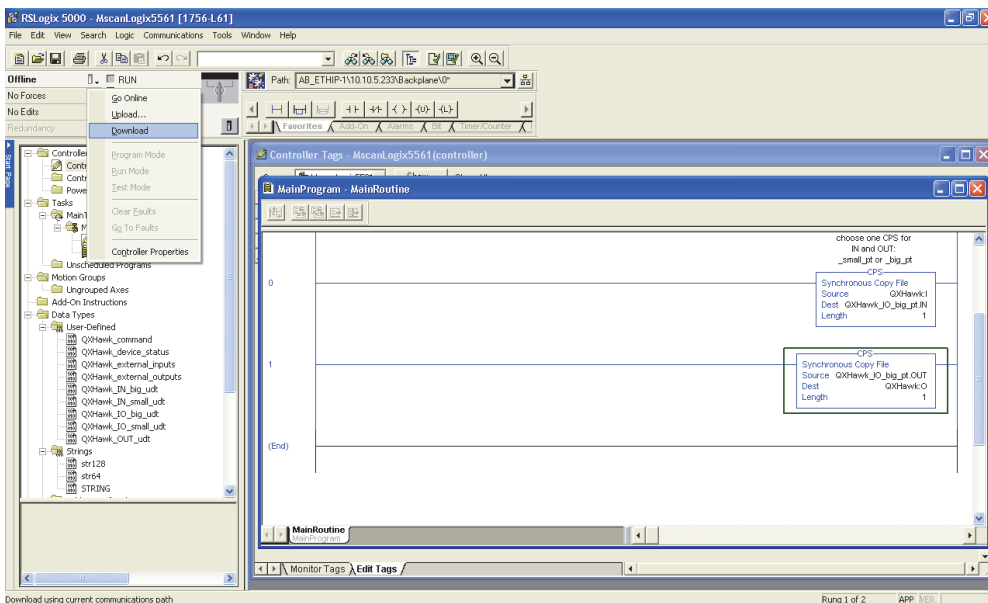 RSLogix 5000 - MscanLogix5561 [1756-L61]
File Edit View Search Logic Communications Tools Window Help
Offline RUN
No Forces
No Edits
Redundancy
Path: AB_ETHIP-1\10.10.5.233\Backplane\0*
Favorites Add-On Alarms Bit Timer/Counter
Go Online
Upload...
Download
Program Mode
Run Mode
Test Mode
Clear Faults
Go To Faults
Controller Properties
Start Page
Controller
Contr
Contr
Powe
Tasks
MainT
M
Unscheduled Programs
Motion Groups
Ungrouped Axes
Add-On Instructions
Data Types
User-Defined
QXHawk_command
QXHawk_device_status
QXHawk_external_inputs
QXHawk_external_outputs
QXHawk_IN_big_udt
QXHawk_IN_small_udt
QXHawk_IO_big_udt
QXHawk_IO_small_udt
QXHawk_OUT_udt
Strings
str128
str64
STRING
Controller Tags - MscanLogix5561(controller)
MainProgram - MainRoutine
choose one CPS for
IN and OUT:
_small_pt or _big_pt
0
CPS
Synchronous Copy File
Source QXHawk:I
Dest QXHawk_IO_big_pt.IN
Length 1
1
CPS
Synchronous Copy File
Source QXHawk_IO_big_pt.OUT
Dest QXHawk:O
Length 1
(End)
MainRoutine
MainProgram
Monitor Tags Edit Tags
Download using current communications path
Rung 1 of 2 APP VER